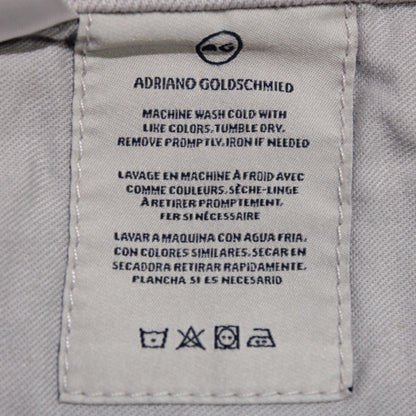 AG
ADRIANO GOLDSCHMIED
MACHINE WASH COLD WITH
LIKE COLORS, TUMBLE DRY,
REMOVE PROMPTLY, IRON IF NEEDED
LAVAGE EN MACHINE À FROID AVEC
COMME COULEURS, SÈCHE-LINGE
À RETIRER PROMPTEMENT,
FER SI NÉCESSAIRE
LAVAR A MAQUINA CON AGUA FRIA,
CON COLORES SIMILARES, SECAR EN
SECADORA RETIRAR RAPIDAMENTE,
PLANCHA SI ES NECESARIO